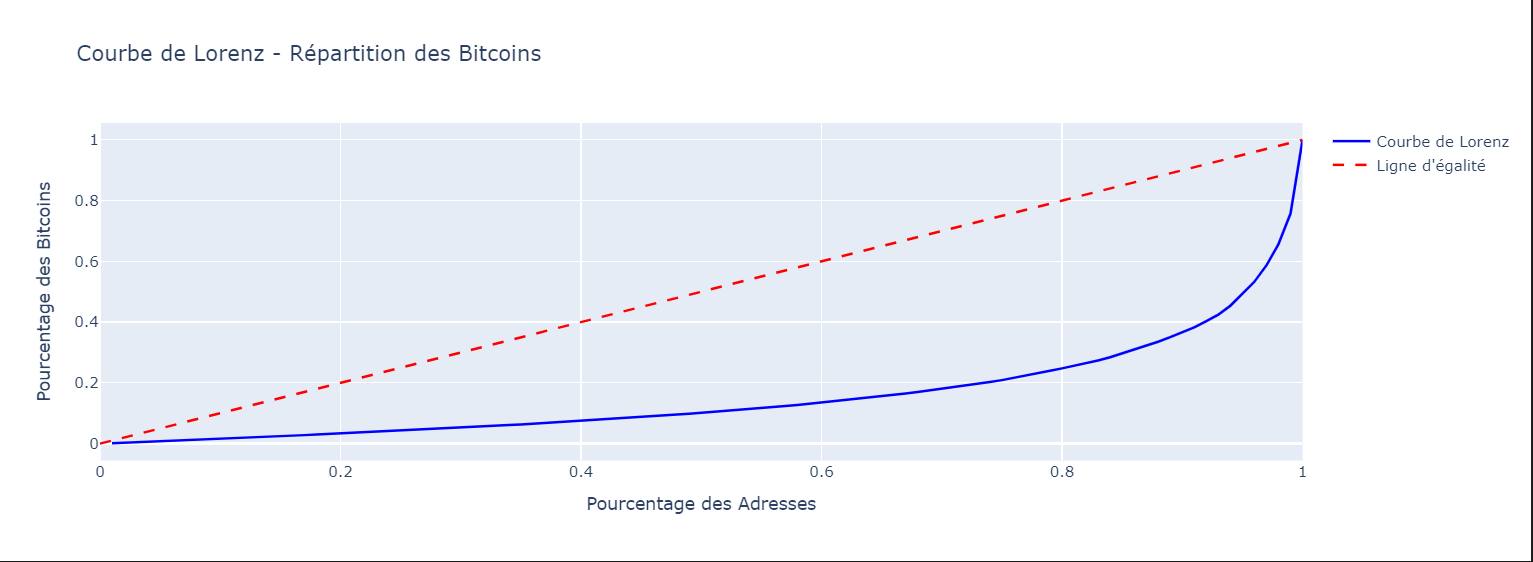 Courbe de Lorenz - Répartition des Bitcoins
Courbe de Lorenz
Ligne d'égalité
Pourcentage des Bitcoins
1
0.8
0.6
0.4
0.2
0
0
0.2
0.4
0.6
0.8
1
Pourcentage des Adresses